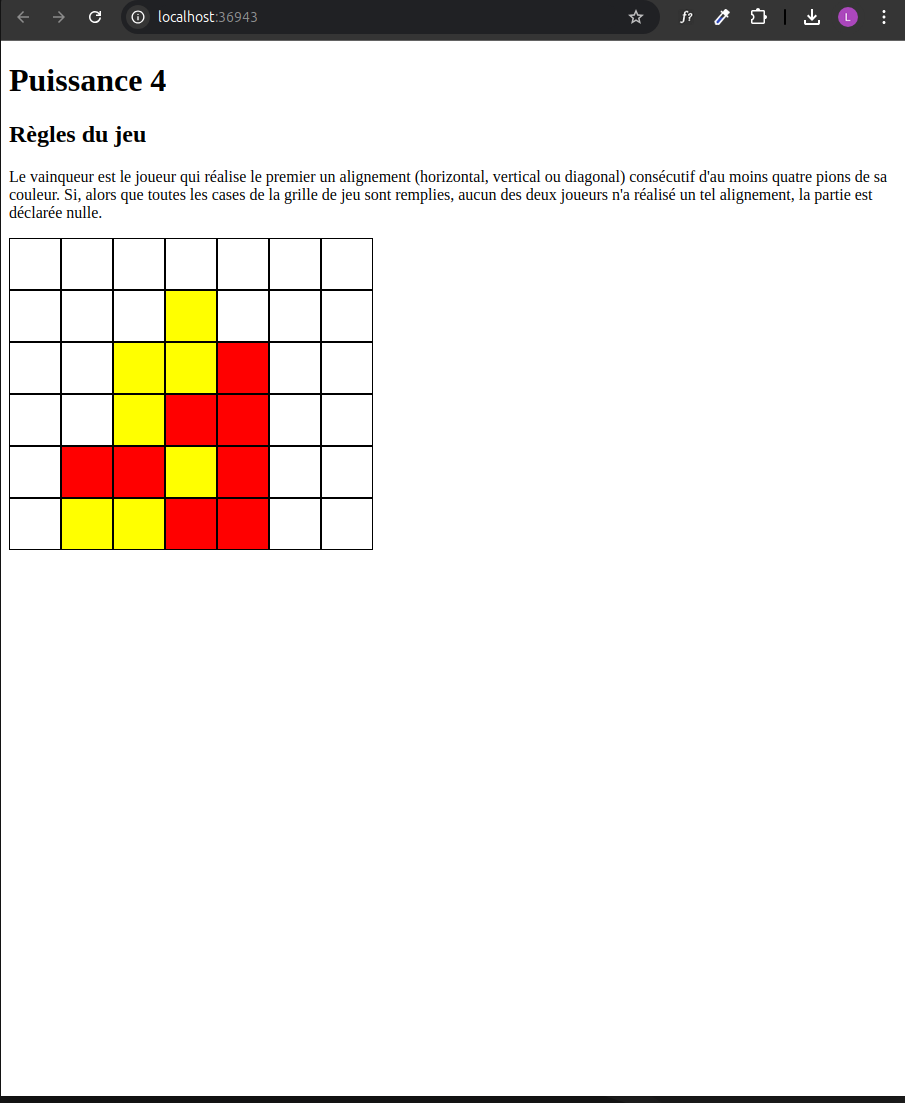 localhost:36943
f?
L
Puissance 4
Règles du jeu
Le vainqueur est le joueur qui réalise le premier un alignement (horizontal, vertical ou diagonal) consécutif d'au moins quatre pions de sa
couleur. Si, alors que toutes les cases de la grille de jeu sont remplies, aucun des deux joueurs n'a réalisé un tel alignement, la partie est
déclarée nulle.